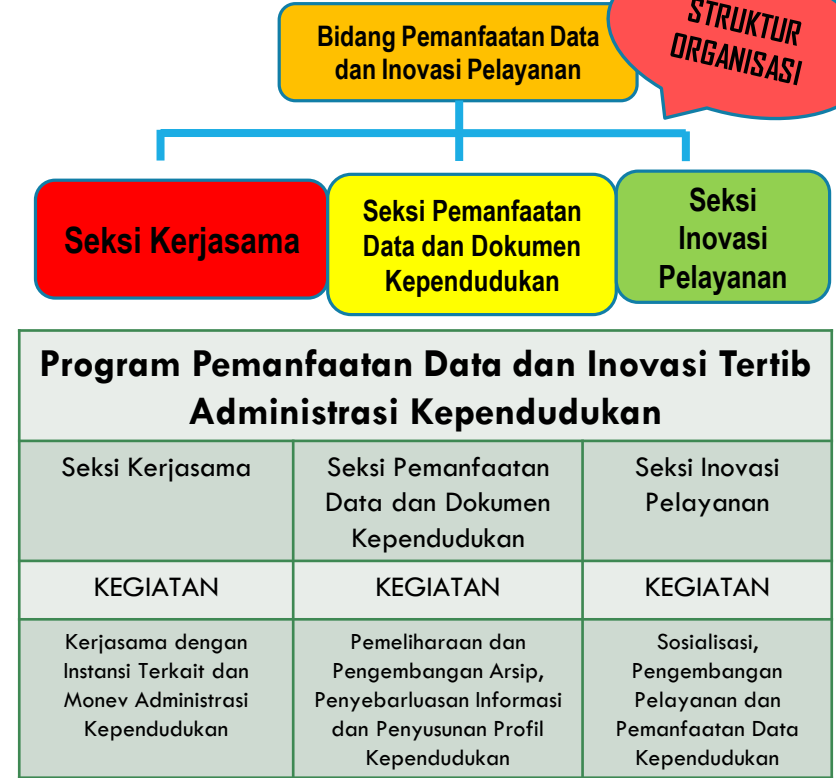 STRUKTUR
ORGANISASI
Bidang Pemanfaatan Data
dan Inovasi Pelayanan
Seksi Kerjasama
Seksi Pemanfaatan
Data dan Dokumen
Kependudukan
Seksi
Inovasi
Pelayanan
Program Pemanfaatan Data dan Inovasi Tertib
Administrasi Kependudukan
Seksi Kerjasama
Seksi Pemanfaatan
Data dan Dokumen
Kependudukan
Seksi Inovasi
Pelayanan
KEGIATAN
KEGIATAN
KEGIATAN
Kerjasama dengan
Instansi Terkait dan
Monev Administrasi
Kependudukan
Pemeliharaan dan
Pengembangan Arsip,
Penyebarluasan Informasi
dan Penyusunan Profil
Kependudukan
Sosialisasi,
Pengembangan
Pelayanan dan
Pemanfaatan Data
Kependudukan